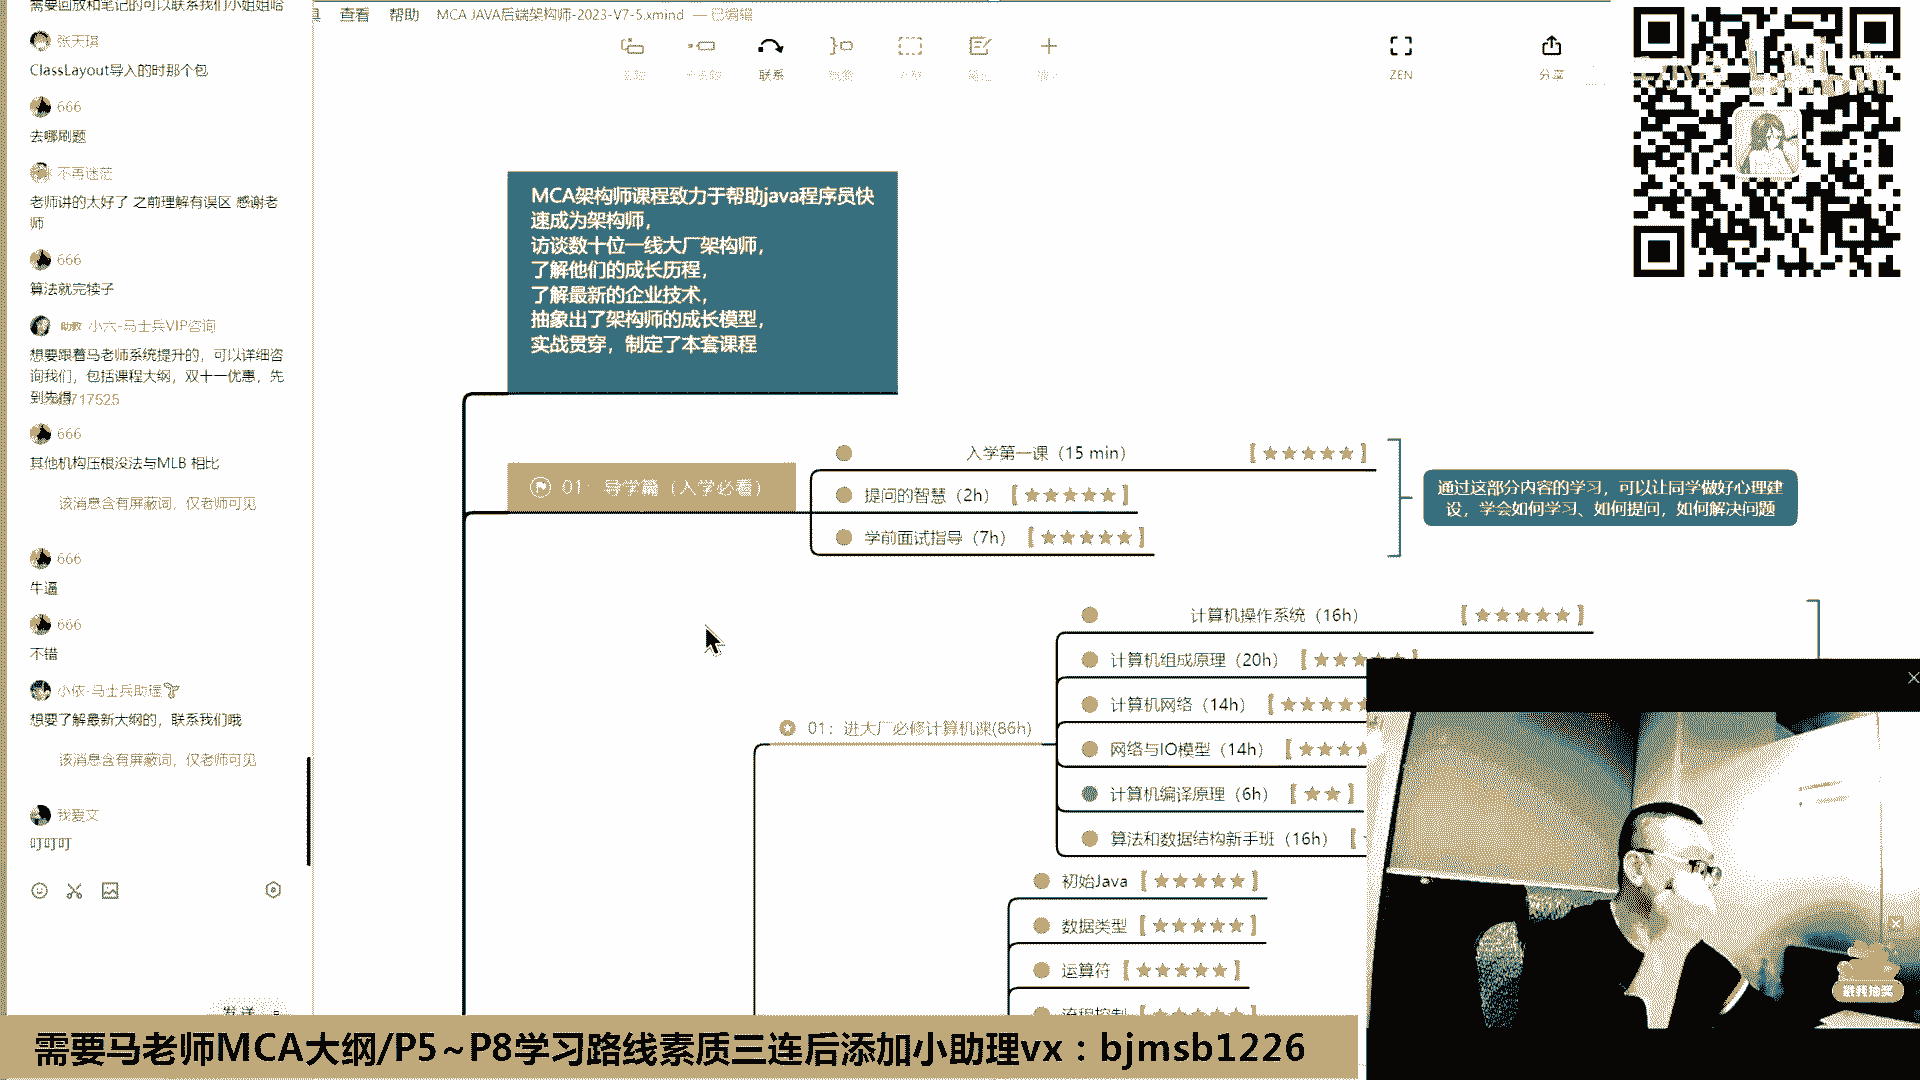 需要回放和笔记的可以联系我们小姐姐哈
张天琪
ClassLayout导入的时那个包
666
去哪刷题
不再迷茫
老师讲的太好了 之前理解有误区 感谢老
师
666
算法就完犊子
助教 小六-马士兵VIP咨询
想要跟着马老师系统提升的，可以详细咨
询我们，包括课程大纲，双十一优惠，先
到先得
717525
666
其他机构压根没法与MLB 相比
该消息含有屏蔽词，仅老师可见
666
牛逼
666
不错
小依-马士兵助理
想要了解最新大纲的，联系我们哦
该消息含有屏蔽词，仅老师可见
我爱文
叮叮叮
发送
查看 帮助 MCA JAVA后端架构师-2023-V7-5.xmind — 已编辑
联系
ZEN
分享
MCA架构师课程致力于帮助java程序员快
速成为架构师，
访谈数十位一线大厂架构师，
了解他们的成长历程，
了解最新的企业技术，
抽象出了架构师的成长模型，
实战贯穿，制定了本套课程
01：导学篇（入学必看）
入学第一课（15 min）【★★★★★】
提问的智慧（2h）【★★★★★】
学前面试指导（7h）【★★★★★】
通过这部分内容的学习，可以让同学做好心理建
设，学会如何学习、如何提问，如何解决问题
01：进大厂必修计算机课(86h)
计算机操作系统（16h）【★★★★★】
计算机组成原理（20h）【★★★
计算机网络（14h）【★★★★★
网络与IO模型（14h）【★★★★
计算机编译原理（6h）【★★】
算法和数据结构新手班（16h）【
初始Java【★★★★★】
数据类型【★★★★★】
运算符【★★★★★】
流程控制【★★★★★】
戳我抽奖
需要马老师MCA大纲/P5~P8学习路线素质三连后添加小助理vx：bjmsb1226